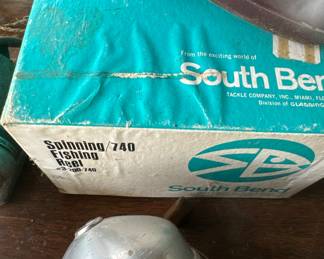 From the exciting world of
South Ben
TACKLE COMPANY, INC., MIAMI, FL
Division of GLADDING
Spinning/740
Fishing
Reel
SB
South Bend